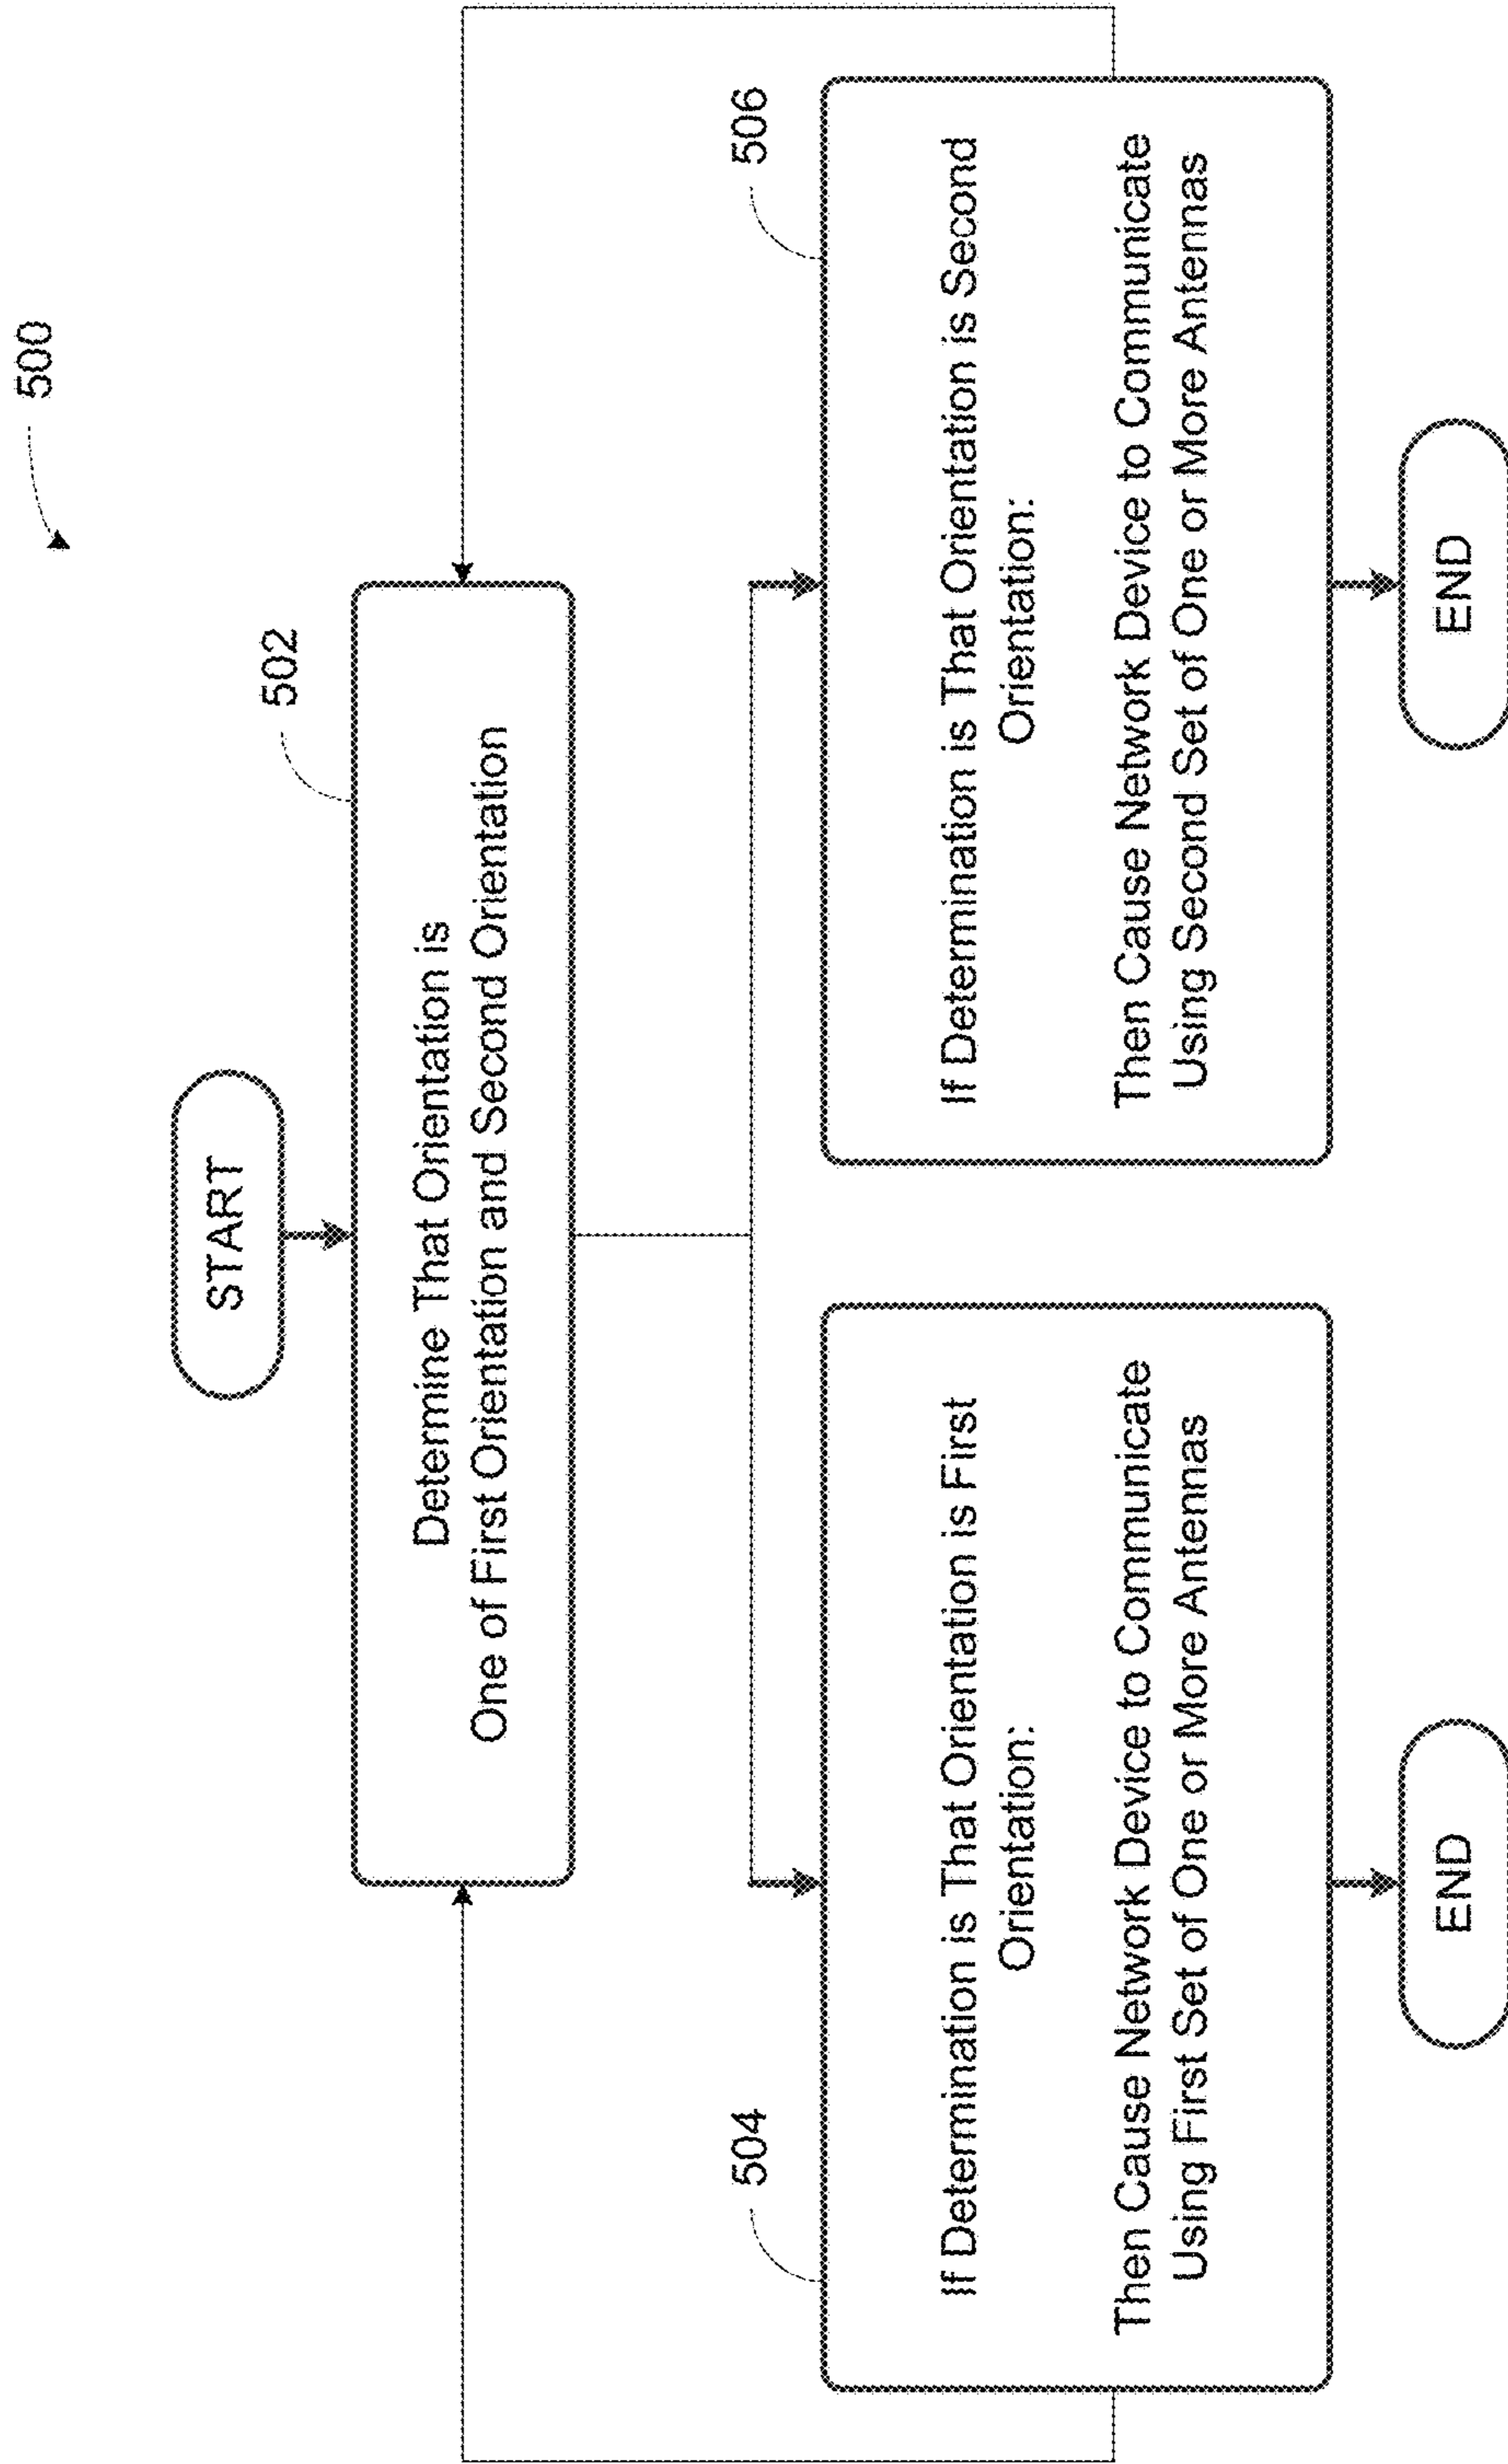 500
START
502
Determine That Orientation is
One of First Orientation and Second Orientation
504
If Determination is That Orientation is First
Orientation:
Then Cause Network Device to Communicate
Using First Set of One or More Antennas
END
506
If Determination is That Orientation is Second
Orientation:
Then Cause Network Device to Communicate
Using Second Set of One or More Antennas
END